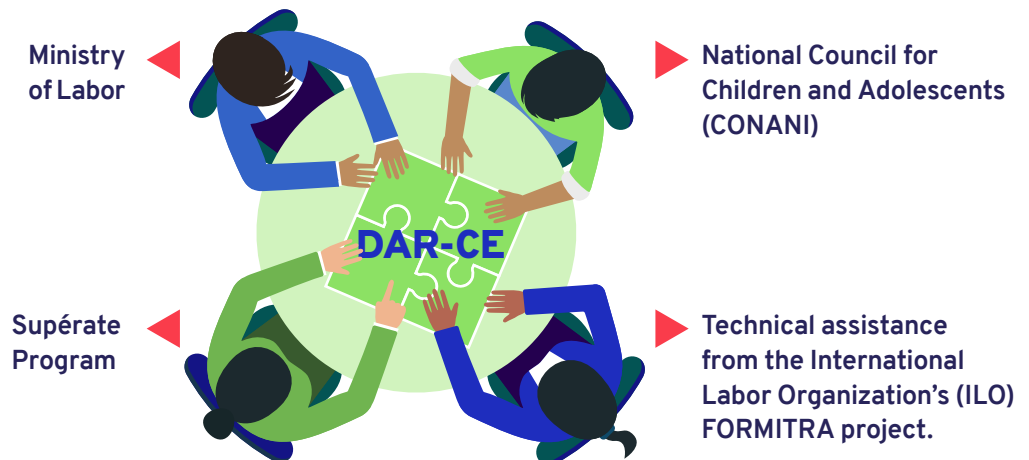 Ministry
of Labor
National Council for
Children and Adolescents
(CONANI)
DAR-CE
Supérate
Program
Technical assistance
from the International
Labor Organization’s (ILO)
FORMITRA project.